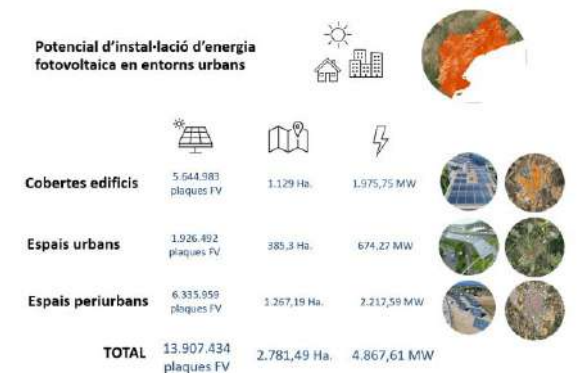 Potencial d'instal·lació d'energia
fotovoltaica en entorns urbans
Cobertes edificis
5.644.983
plaques FV
1.129 Ha.
1.975,75 MW
Espais urbans
1.926.492
plaques FV
385,3 Ha.
674,27 MW
Espais periurbans
6.335.959
plaques FV
1.267,19 Ha.
2.217,59 MW
TOTAL
13.907.434
plaques FV
2.781,49 Ha.
4.867,61 MW